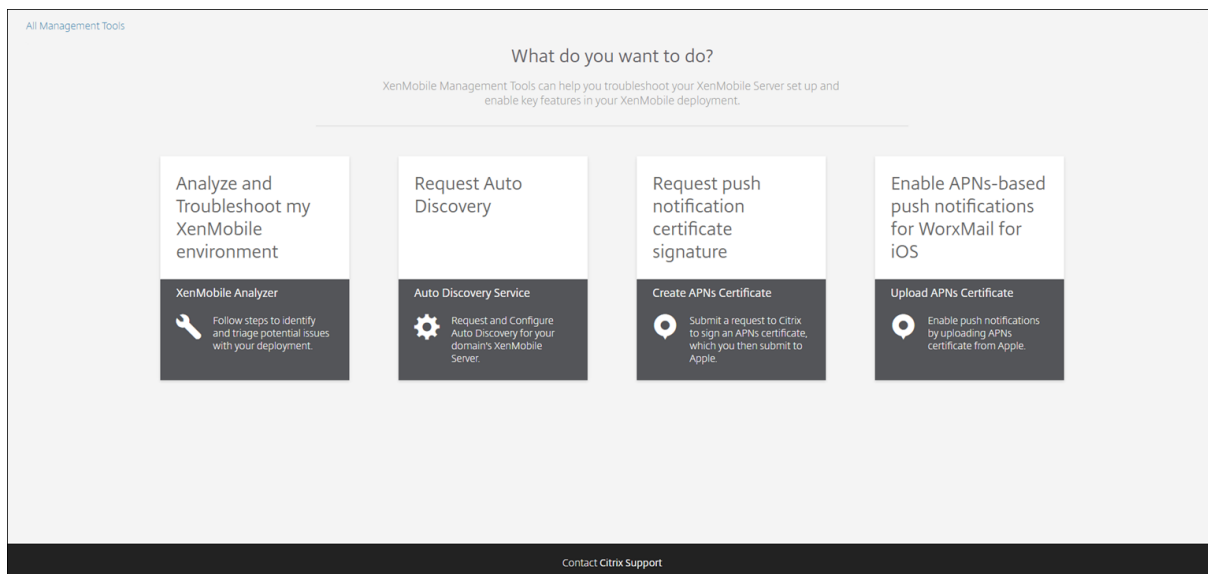 All Management Tools
What do you want to do?
XenMobile Management Tools can help you troubleshoot your XenMobile Server set up and
enable key features in your XenMobile deployment.
Analyze and
Troubleshoot my
XenMobile
environment
XenMobile Analyzer
Follow steps to identify
and triage potential issues
with your deployment.
Request Auto
Discovery
Auto Discovery Service
Request and Configure
Auto Discovery for your
domain's XenMobile
Server.
Request push
notification
certificate
signature
Create APNs Certificate
Submit a request to Citrix
to sign an APNs certificate,
which you then submit to
Apple.
Enable APNs-based
push notifications
for WorxMail for
iOS
Upload APNs Certificate
Enable push notifications
by uploading APNs
certificate from Apple.
Contact Citrix Support